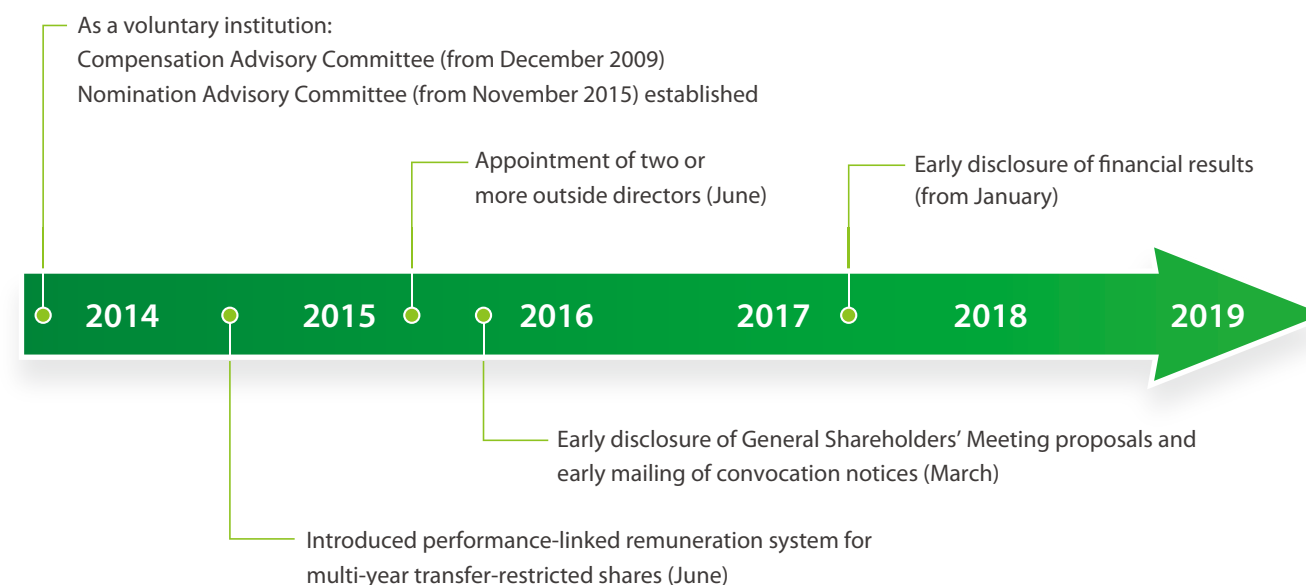 As a voluntary institution:
Compensation Advisory Committee (from December 2009)
Nomination Advisory Committee (from November 2015) established
Appointment of two or
more outside directors (June)
Early disclosure of financial results
(from January)
2014 2015 2016 2017 2018 2019
Early disclosure of General Shareholders’ Meeting proposals and
early mailing of convocation notices (March)
Introduced performance-linked remuneration system for
multi-year transfer-restricted shares (June)